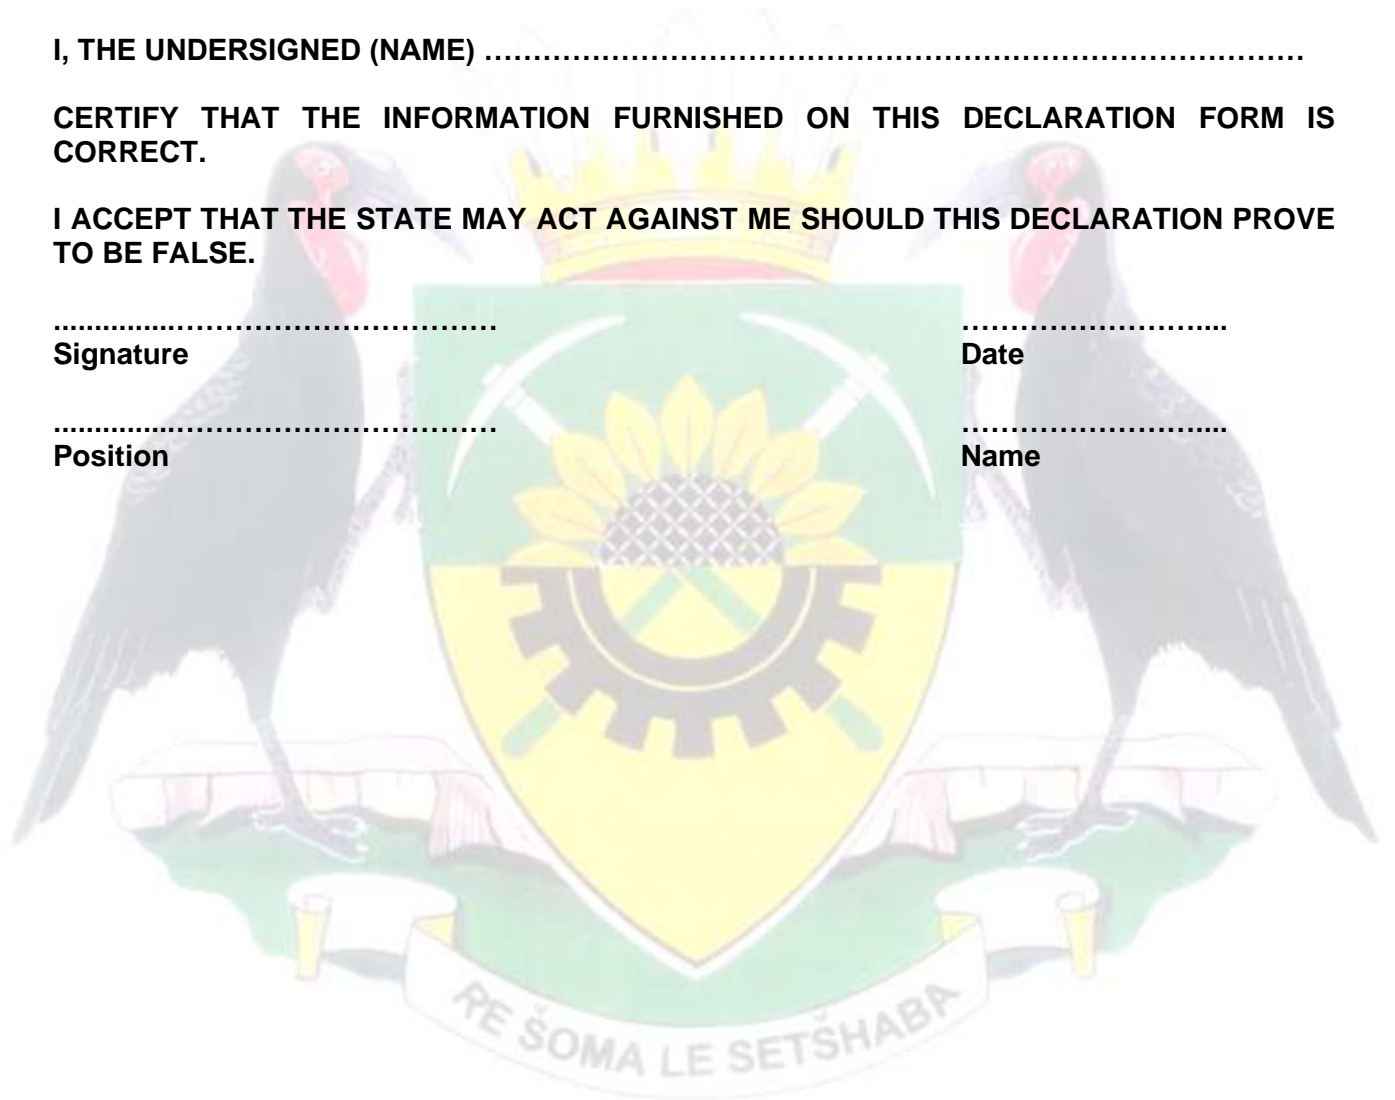 I, THE UNDERSIGNED (NAME) ………………………………………………………………………
CERTIFY THAT THE INFORMATION FURNISHED ON THIS DECLARATION FORM IS
CORRECT.
I ACCEPT THAT THE STATE MAY ACT AGAINST ME SHOULD THIS DECLARATION PROVE
TO BE FALSE.
...............…………………………… ……………………....
Signature Date
...............…………………………… ……………………....
Position Name
RE ŠOMA LE SETŠHABA